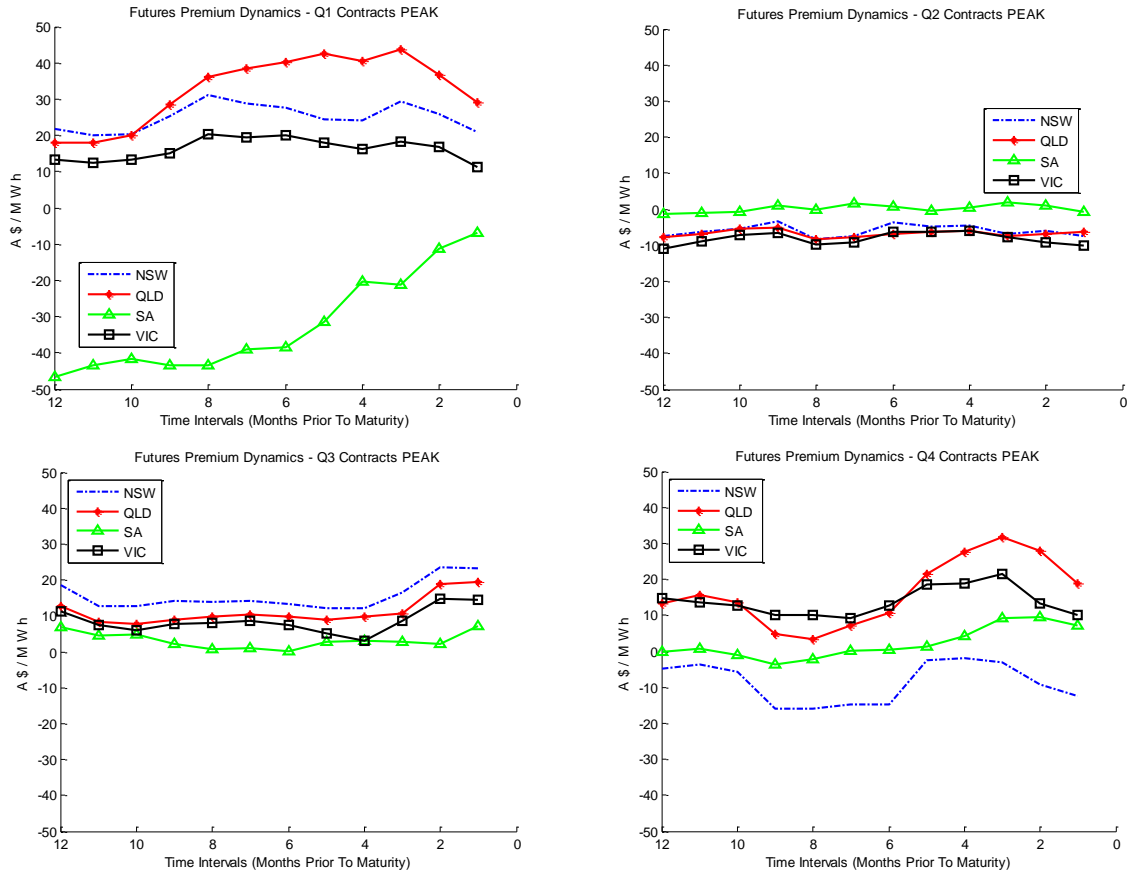 Futures Premium Dynamics - Q1 Contracts PEAK
50
40
30
20
10
0
-10
-20
-30
-40
-50
A $ / M W h
NSW
QLD
SA
VIC
12 10 8 6 4 2 0
Time Intervals (Months Prior To Maturity)
Futures Premium Dynamics - Q2 Contracts PEAK
50
40
30
20
10
0
-10
-20
-30
-40
-50
A $ / M W h
NSW
QLD
SA
VIC
12 10 8 6 4 2 0
Time Intervals (Months Prior To Maturity)
Futures Premium Dynamics - Q3 Contracts PEAK
50
40
30
20
10
0
-10
-20
-30
-40
-50
A $ / M W h
NSW
QLD
SA
VIC
12 10 8 6 4 2 0
Time Intervals (Months Prior To Maturity)
Futures Premium Dynamics - Q4 Contracts PEAK
50
40
30
20
10
0
-10
-20
-30
-40
-50
A $ / M W h
NSW
QLD
SA
VIC
12 10 8 6 4 2 0
Time Intervals (Months Prior To Maturity)